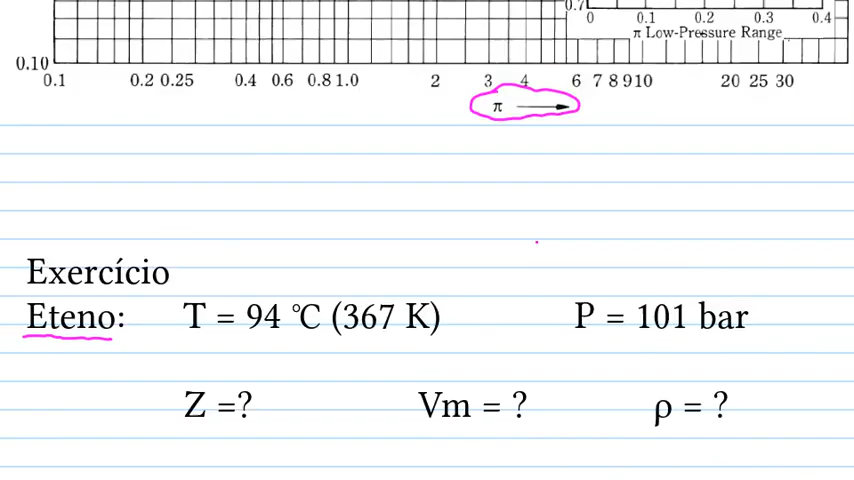 0.7
0 0.1 0.2 0.3 0.4
π Low-Pressure Range
0.10
0.1 0.2 0.25 0.4 0.6 0.8 1.0 2 3 4 6 7 8 9 10 20 25 30
π →
Exercício
Eteno: T = 94 °C (367 K) P = 101 bar
Z =? Vm = ? ρ = ?